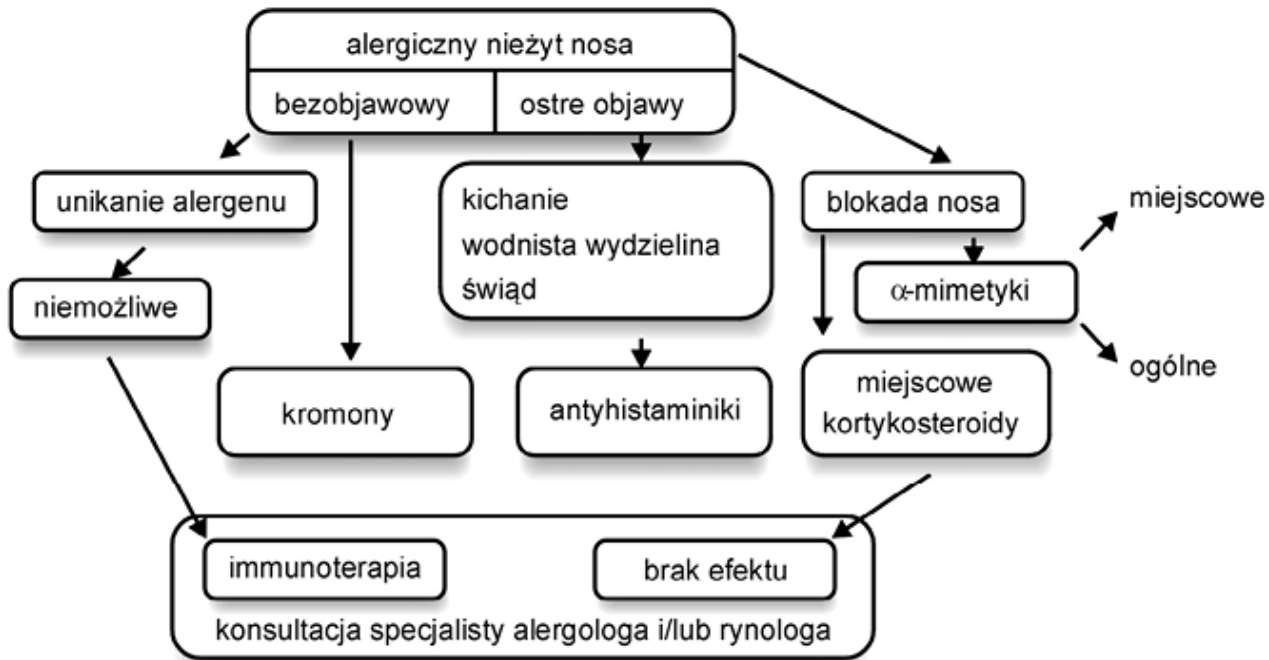 alergiczny nieżyt nosa
bezobjawowy
ostre objawy
unikanie alergenu
niemożliwe
kromony
kichanie
wodnista wydzielina
świąd
antyhistaminiki
blokada nosa
α-mimetyki
miejscowe
ogólne
miejscowe
kortykosteroidy
immunoterapia
brak efektu
konsultacja specjalisty alergologa i/lub rynologa